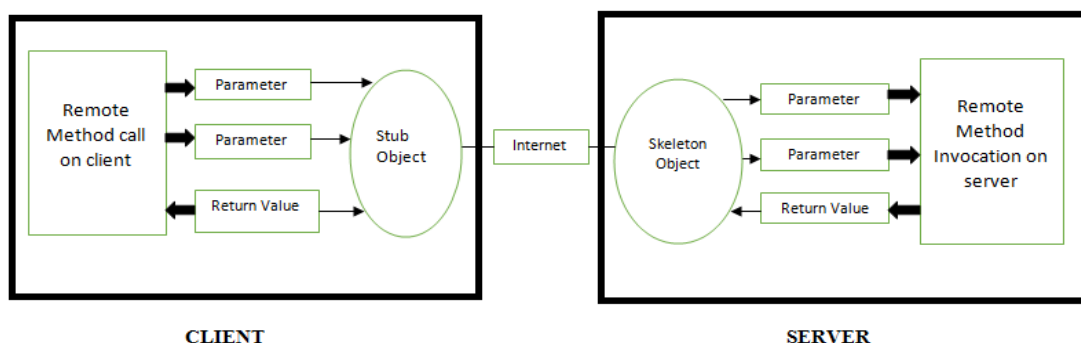 Remote
Method call
on client
Parameter
Parameter
Return Value
Stub
Object
Internet
Skeleton
Object
Parameter
Parameter
Return Value
Remote
Method
Invocation on
server
CLIENT
SERVER